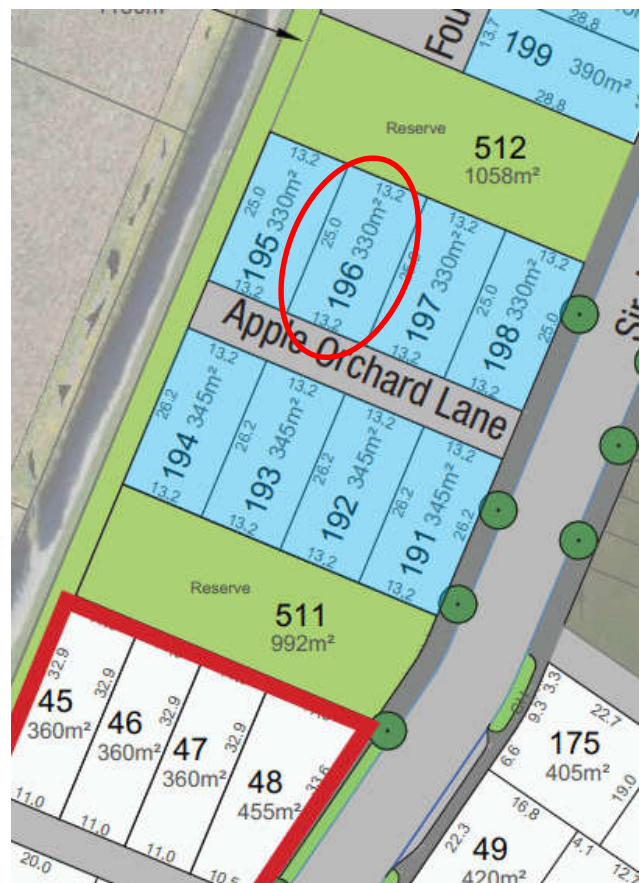 Fou
28.8
13.7
199 390m²
28.8
Reserve
512
1058m²
13.2
25.0
195 330m²
13.2
13.2
25.0
196 330m²
13.2
13.2
197 330m²
13.2
13.2
25.0
198 330m²
25.0
13.2
Apple Orchard Lane
13.2
26.2
194 345m²
13.2
13.2
26.2
193 345m²
13.2
13.2
26.2
192 345m²
13.2
13.2
26.2
191 345m²
26.2
13.2
Reserve
511
992m²
32.9
45
360m²
11.0
32.9
46
360m²
11.0
32.9
47
360m²
11.0
32.9
48
455m²
33.6
10.5
3.3
9.3
6.6
22.7
175
405m²
19.0
16.8
4.1
22.3
49
420m²
20.0